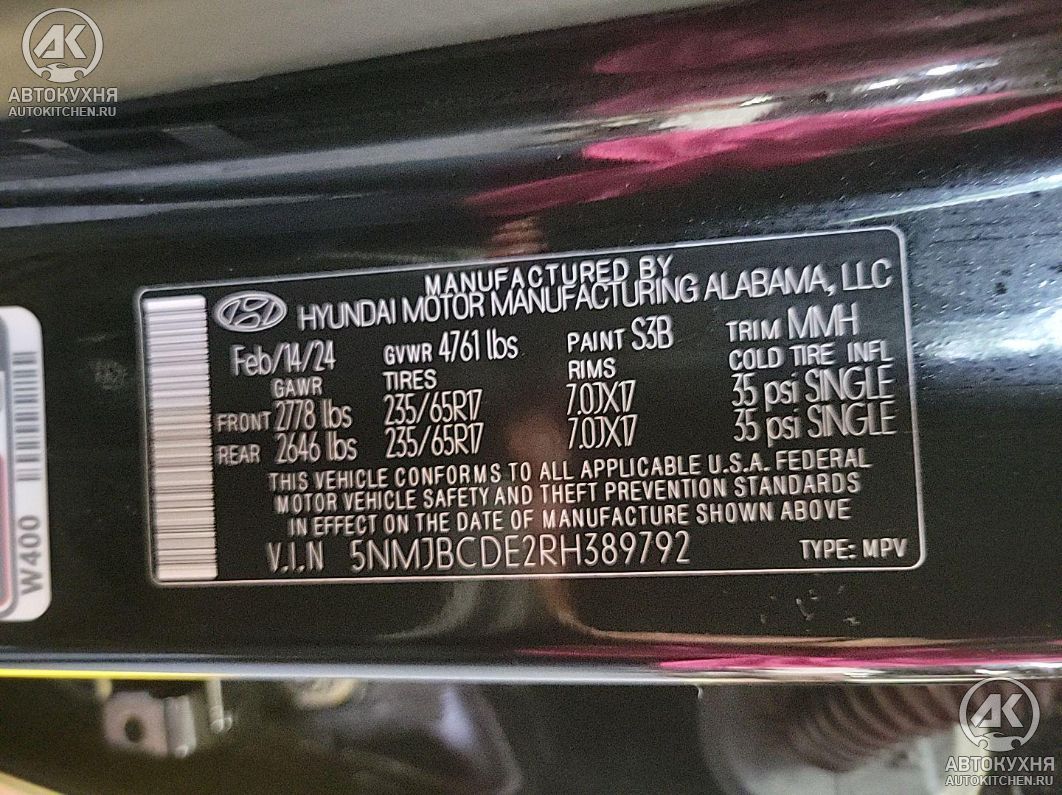 AK
АВТОКУХНЯ
AUTOKITCHEN.RU
MANUFACTURED BY
HYUNDAI MOTOR MANUFACTURING ALABAMA, LLC
Feb/14/24 GVWR 4761 lbs PAINT S3B TRIM MMH
GAWR TIRES RIMS COLD TIRE INFL
FRONT 2778 lbs 235/65R17 7.0JX17 35 psi SINGLE
REAR 2646 lbs 235/65R17 7.0JX17 35 psi SINGLE
THIS VEHICLE CONFORMS TO ALL APPLICABLE U.S.A. FEDERAL
MOTOR VEHICLE SAFETY AND THEFT PREVENTION STANDARDS
IN EFFECT ON THE DATE OF MANUFACTURE SHOWN ABOVE
V.I.N 5NMJBCDE2RH389792 TYPE: MPV
W400
AK
АВТОКУХНЯ
AUTOKITCHEN.RU